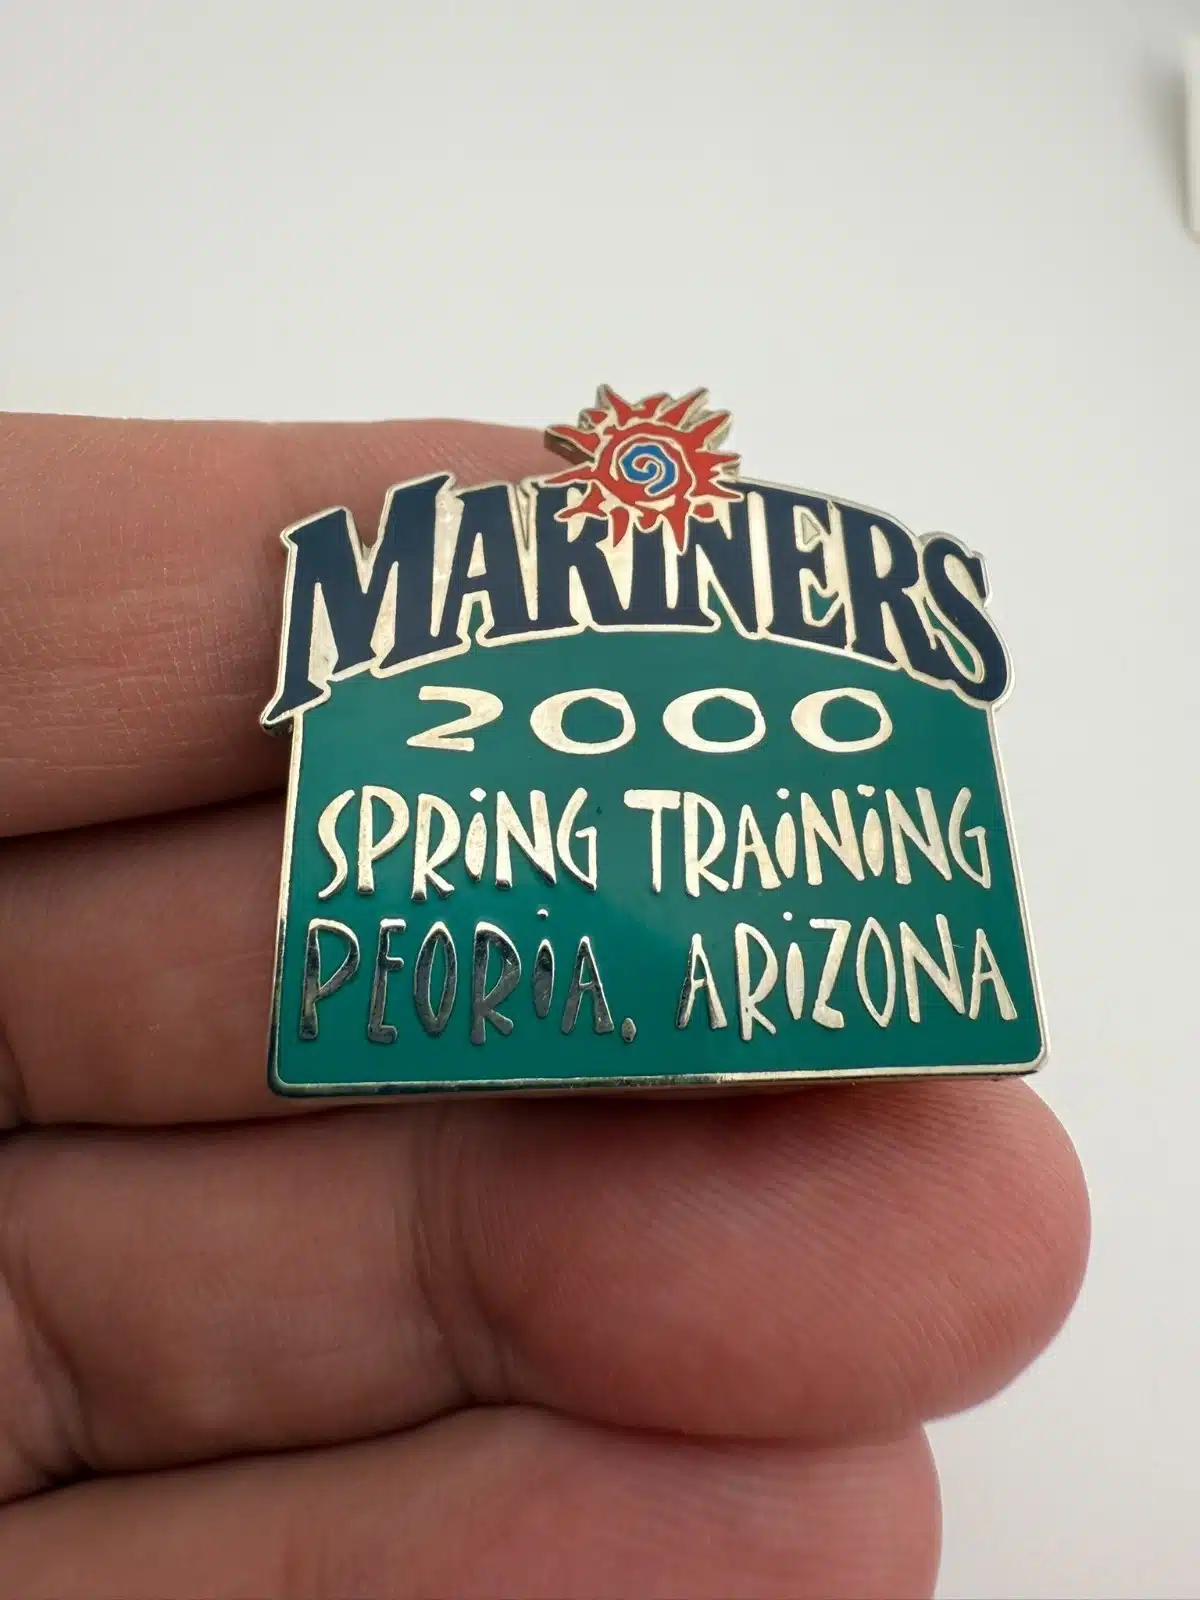 MARINERS
2000
SPRiNG TRAiNiNG
PEORiA, ARiZONA